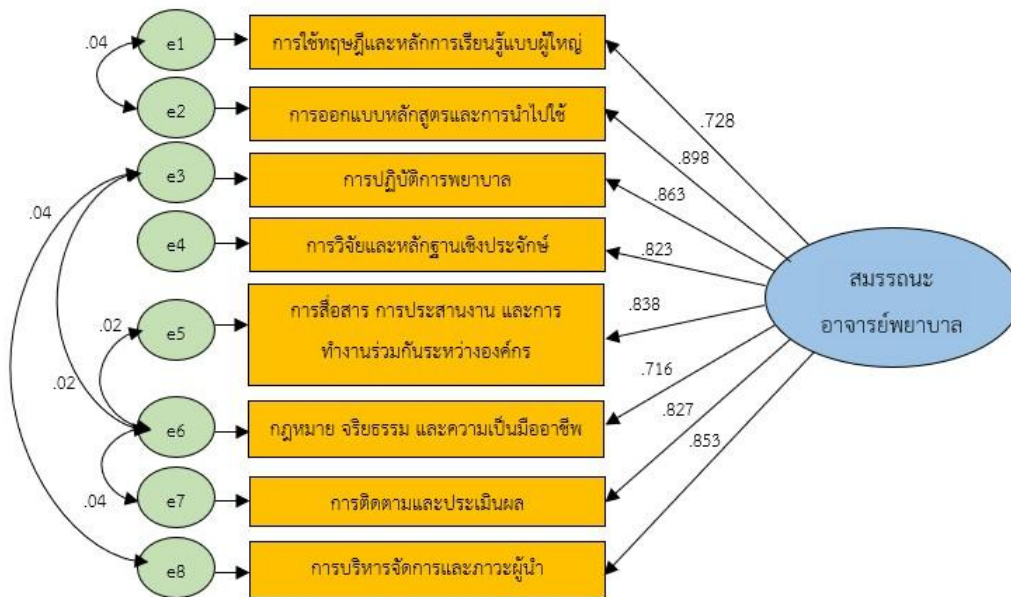 .04
e1
การใช้ทฤษฎีและหลักการเรียนรู้แบบผู้ใหญ่
e2
การออกแบบหลักสูตรและการนำไปใช้
.728
.898
e3
การปฏิบัติการพยาบาล
.863
.04
e4
การวิจัยและหลักฐานเชิงประจักษ์
.823
สมรรถนะ
อาจารย์พยาบาล
e5
การสื่อสาร การประสานงาน และการ
ทำงานร่วมกันระหว่างองค์กร
.838
.02
.02
.716
e6
กฎหมาย จริยธรรม และความเป็นมืออาชีพ
.827
.853
.04
e7
การติดตามและประเมินผล
e8
การบริหารจัดการและภาวะผู้นำ